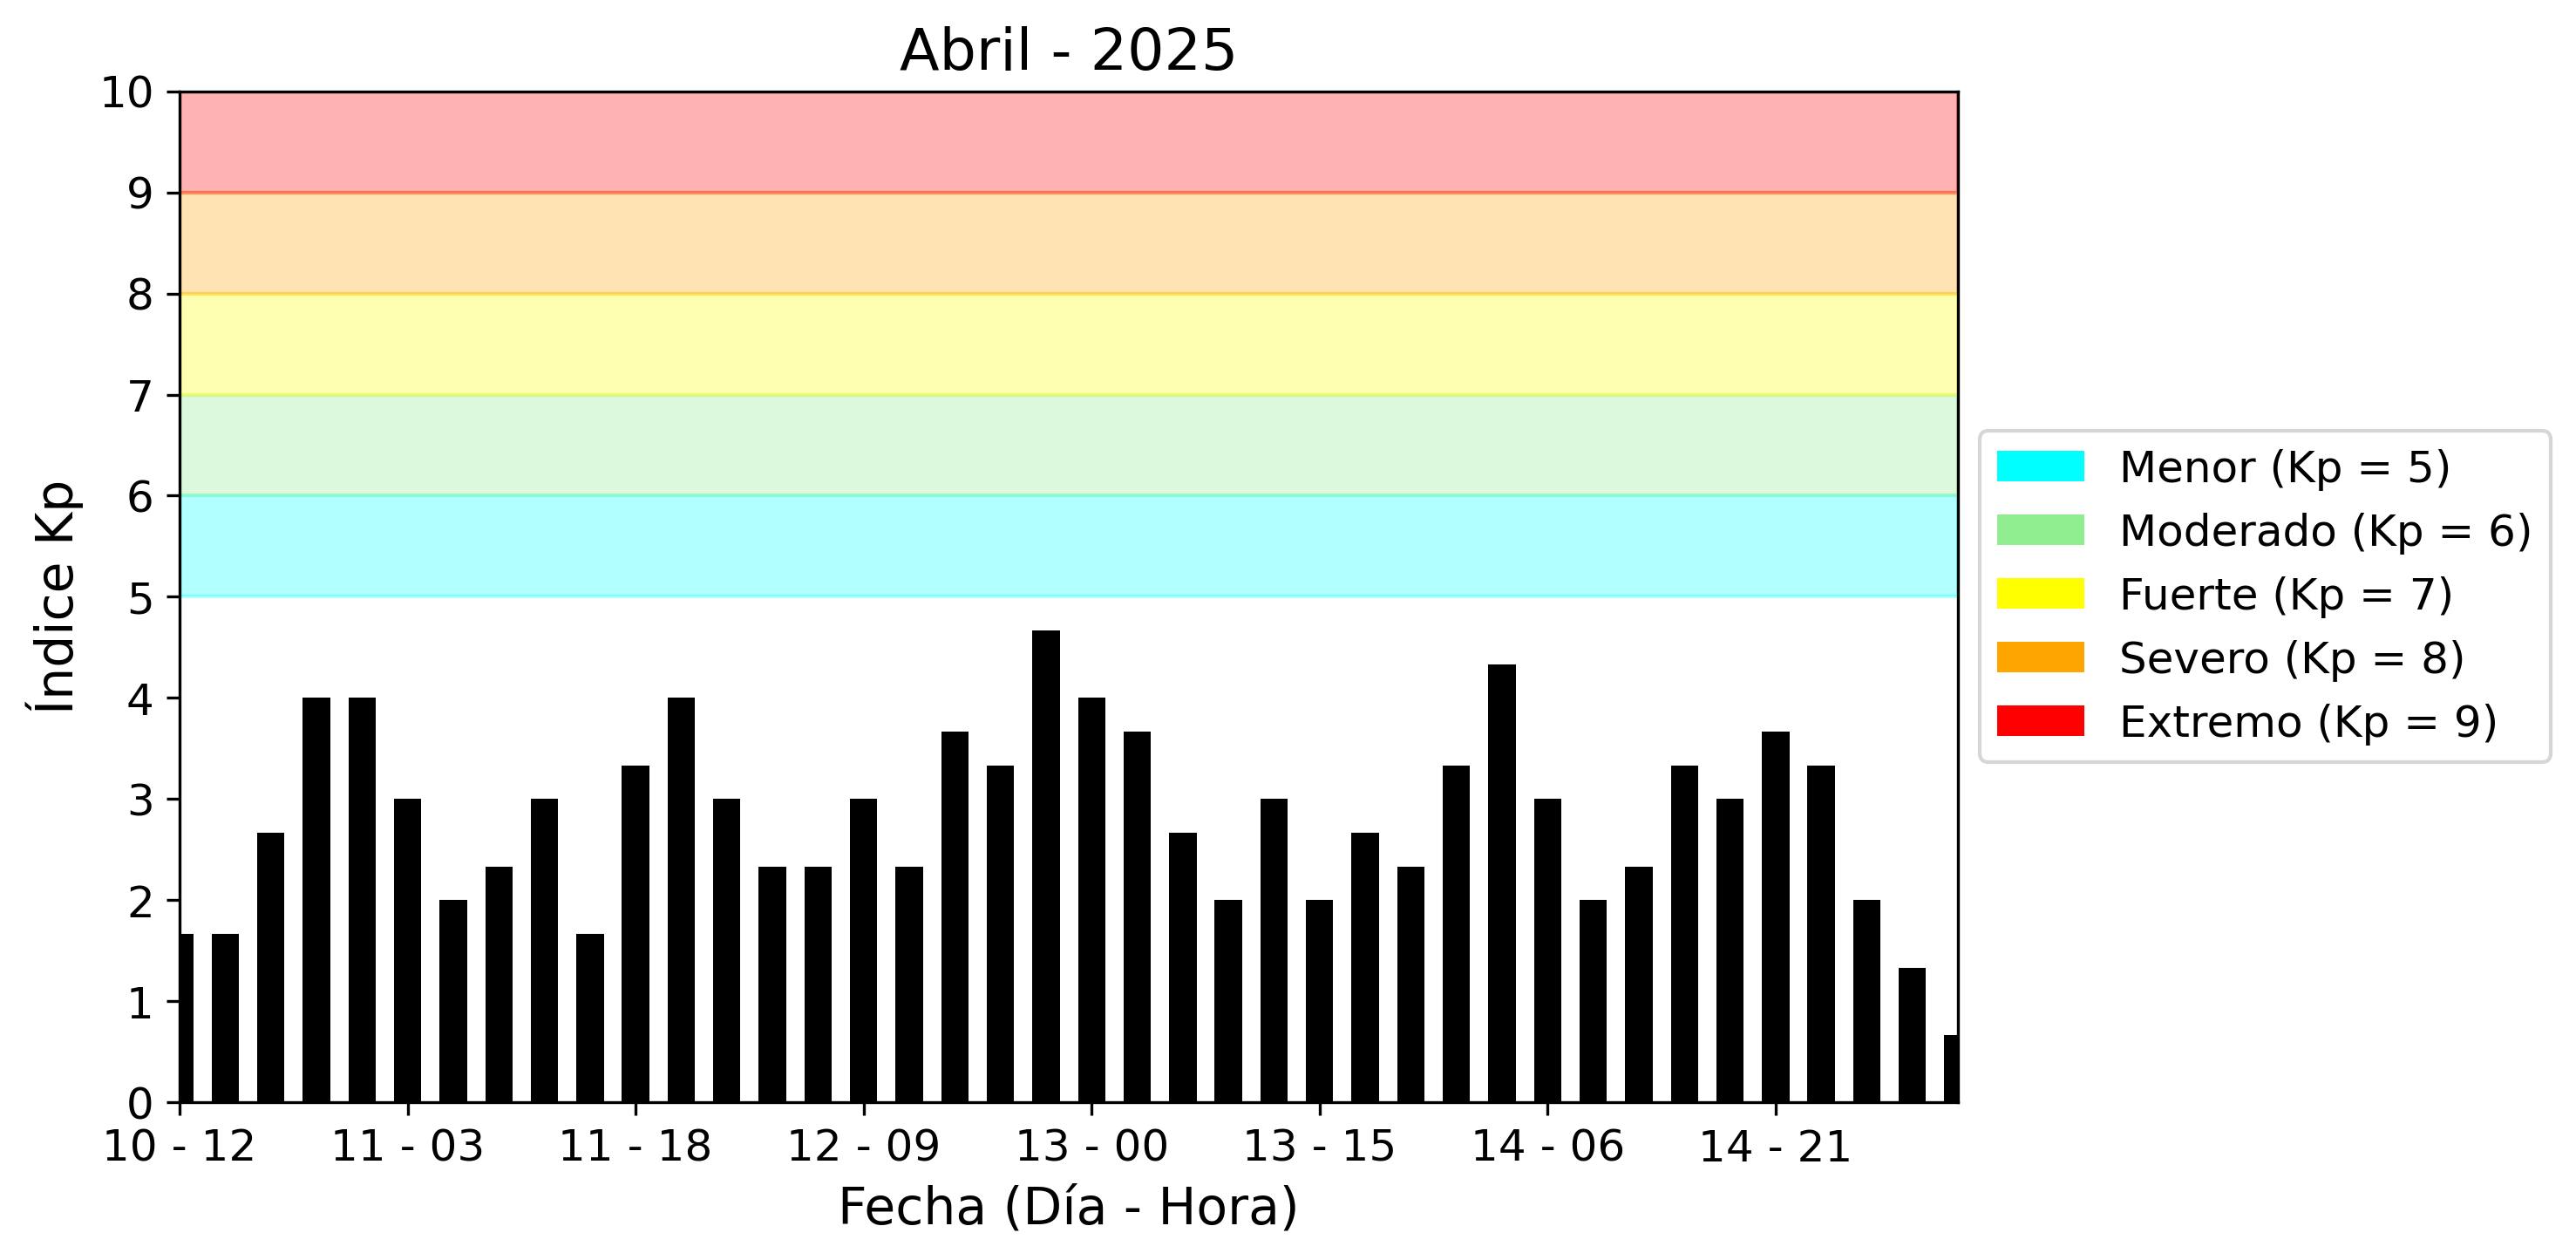 Abril - 2025
10
9
8
7
6
5
4
3
2
1
0
Índice Kp
10 - 12
11 - 03
11 - 18
12 - 09
13 - 00
13 - 15
14 - 06
14 - 21
Fecha (Día - Hora)
Menor (Kp = 5)
Moderado (Kp = 6)
Fuerte (Kp = 7)
Severo (Kp = 8)
Extremo (Kp = 9)